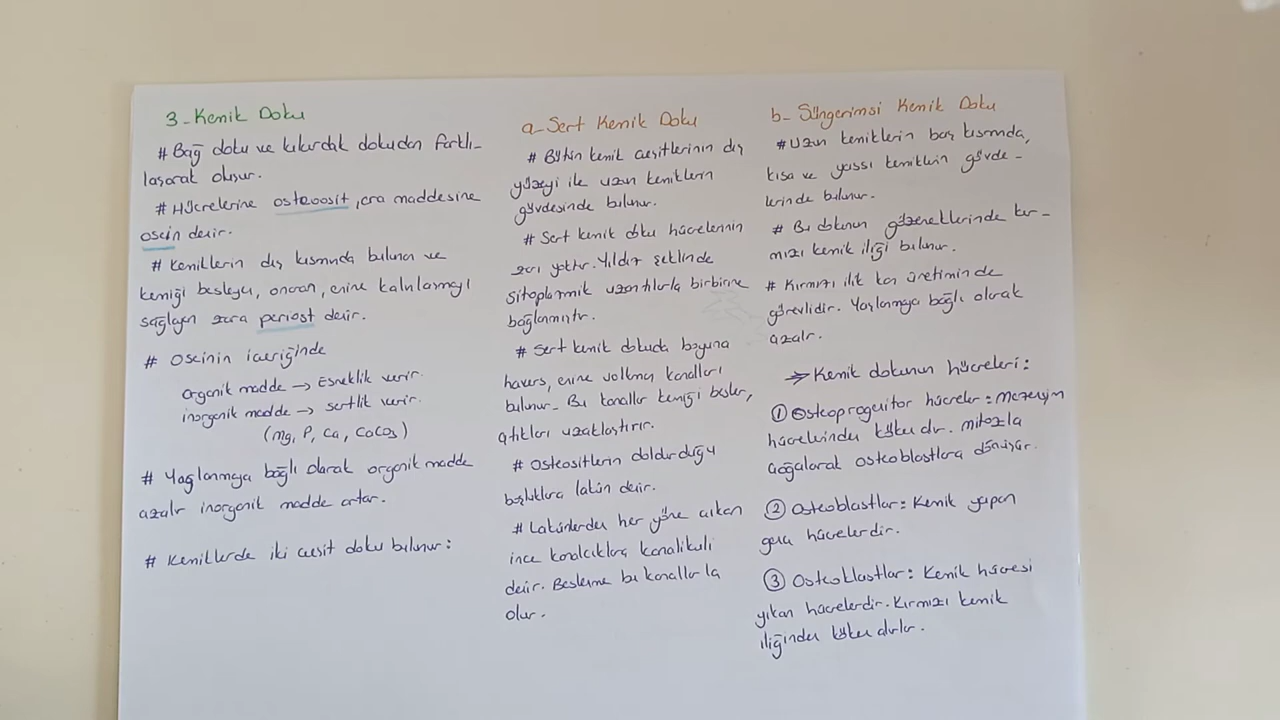 3-Kemik Doku
# Bağ doku ve kıkırdak dokudan farklı-
laşarak oluşur.
# Hücrelerine osteosit, ara maddesine
osein denir.
# Kemiklerin dış kısmında bulunan ve
kemiği besleyen, onaran, enine kalınlaşmayı
sağlayan zara periost denir.
# Oseinin içeriğinde
organik madde → Esneklik verir.
inorganik madde → sertlik verir.
(Mg, P, Ca, CaCO3)
# Yaşlanmaya bağlı olarak organik madde
azalır inorganik madde artar.
# Kemiklerde iki çeşit doku bulunur:
a-Sert Kemik Doku
# Bütün kemik çeşitlerinin dış
yüzeyi ile uzun kemiklerin
gövdesinde bulunur.
# Sert kemik doku hücrelerinin
zarı yoktur. Yıldız şeklinde
sitoplazmik uzantılarla birbirine
bağlanmıştır.
# Sert kemik dokuda boyuna
havers, enine volkman kanalları
bulunur. Bu kanallar kemiği besler,
atıkları uzaklaştırır.
# Osteositlerin doldurduğu
boşluklara lakün denir.
# Lakünlerden her yöne çıkan
ince kanalcıklara kanaliküli
denir. Beslenme bu kanallarla
olur.
b- Süngerimsi Kemik Doku
# Uzun kemiklerin baş kısmında,
kısa ve yassı kemiklerin gövde-
lerinde bulunur.
# Bu dokunun gözeneklerinde kır-
mızı kemik iliği bulunur.
# Kırmızı ilik kan üretiminde
görevlidir. Yaşlanmaya bağlı olarak
azalır.
⇒ Kemik dokunun hücreleri:
① Osteoprogenitor hücreler: Mezenşim
hücrelerinden köken alır. mitozla
çoğalarak osteoblastlara dönüşür.
② Osteoblastlar: Kemik yapan
genç hücrelerdir.
③ Osteoklastlar: Kemik hücresi
yıkan hücrelerdir. Kırmızı kemik
iliğinden köken alırlar.